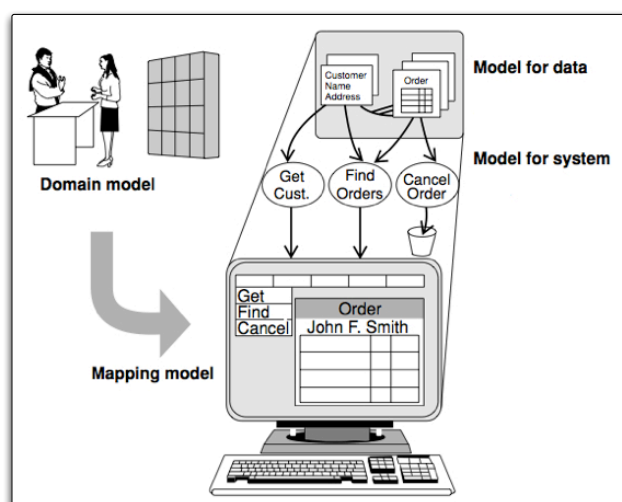 Customer
Name
Address
Order
Model for data
Model for system
Domain model
Get
Cust.
Find
Orders
Cancel
Order
Get
Find
Cancel
Order
John F. Smith
Mapping model